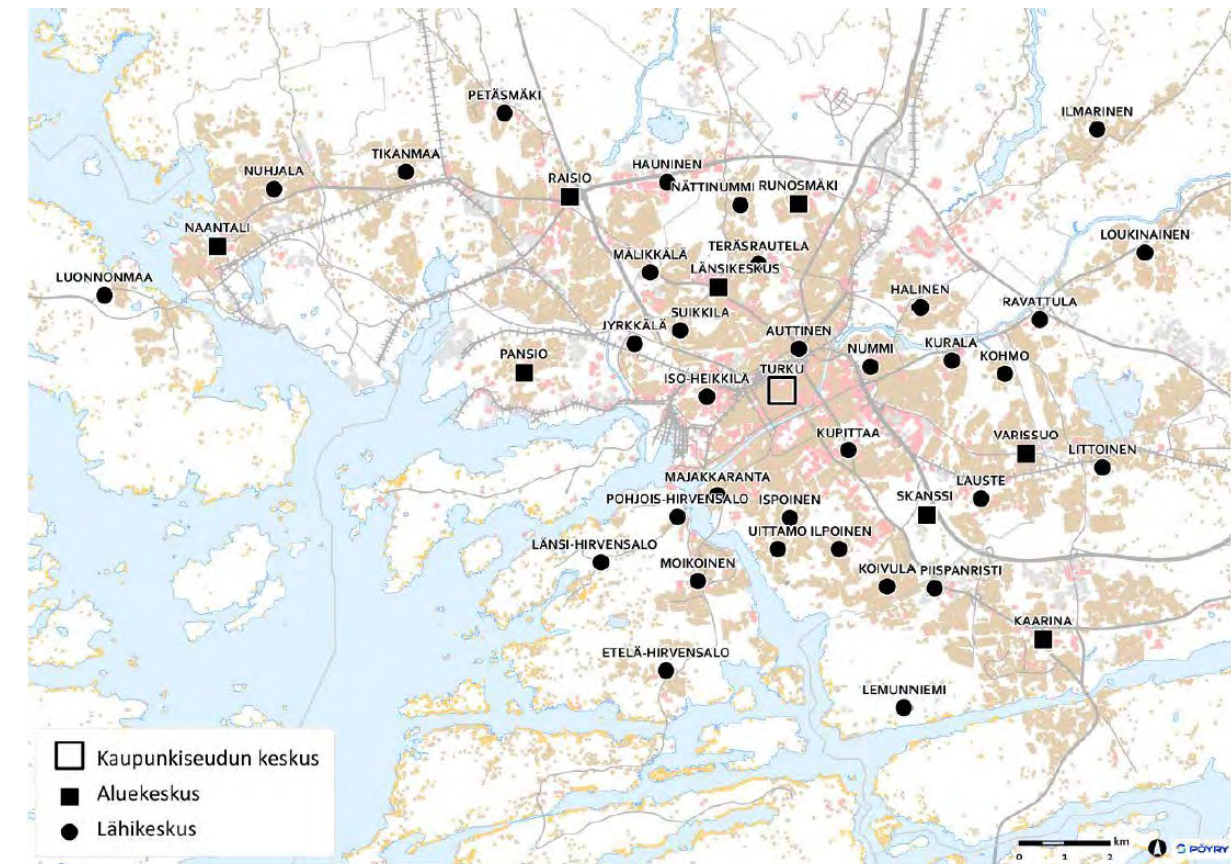 PETÄSMÄKI
ILMARINEN
TIKANMAA
HAUNINEN
NUHJALA
RAISIO
NÄTTINUMMI
RUNOSMÄKI
NAANTALI
TERÄSRAUTELA
LOUKINAINEN
MÄLIKKÄLÄ
LÄNSIKESKUS
LUONNONMAA
HALINEN
RAVATTULA
SUIKKILA
JYRKKÄLÄ
AUTTINEN
PANSIO
NUMMI
KURALA
KOHMO
TURKU
ISO-HEIKKILÄ
KUPITTAA
VARISSUO
LITTOINEN
MAJAKKARANTA
LAUSTE
POHJOIS-HIRVENSALO
ISPOINEN
SKANSSI
UITTAMO
ILPOINEN
LÄNSI-HIRVENSALO
MOIKOINEN
KOIVULA
PIISPANRISTI
KAARINA
ETELÄ-HIRVENSALO
LEMUNNIEMI
Kaupunkiseudun keskus
Aluekeskus
Lähikeskus
km
0 1 2
PÖYRY